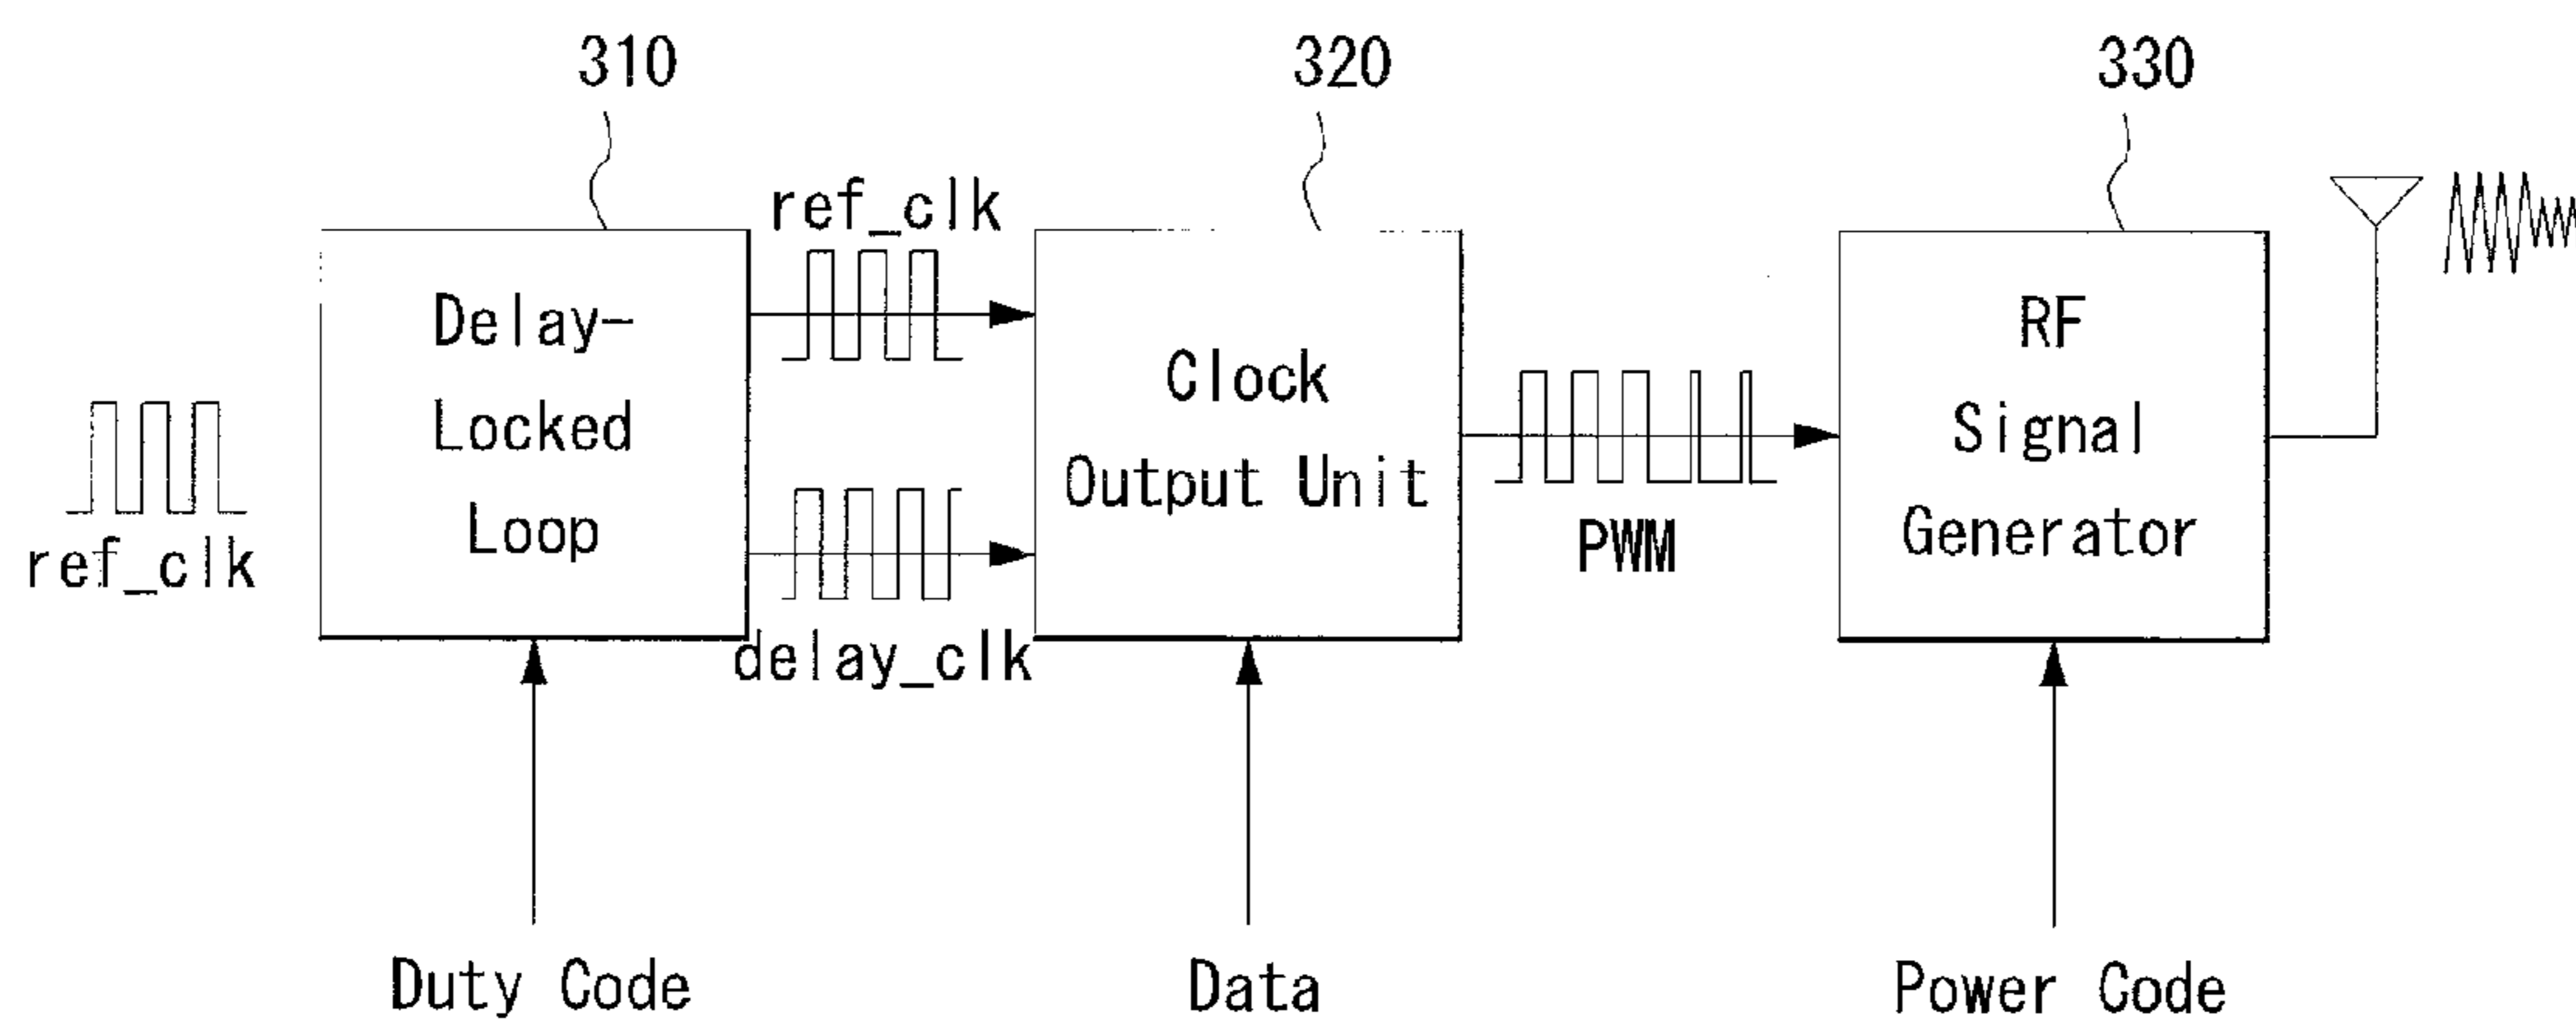 310
320
330
ref_clk
Delay-
Locked
Loop
ref_clk
delay_clk
Clock
Output Unit
PWM
RF
Signal
Generator
Duty Code
Data
Power Code